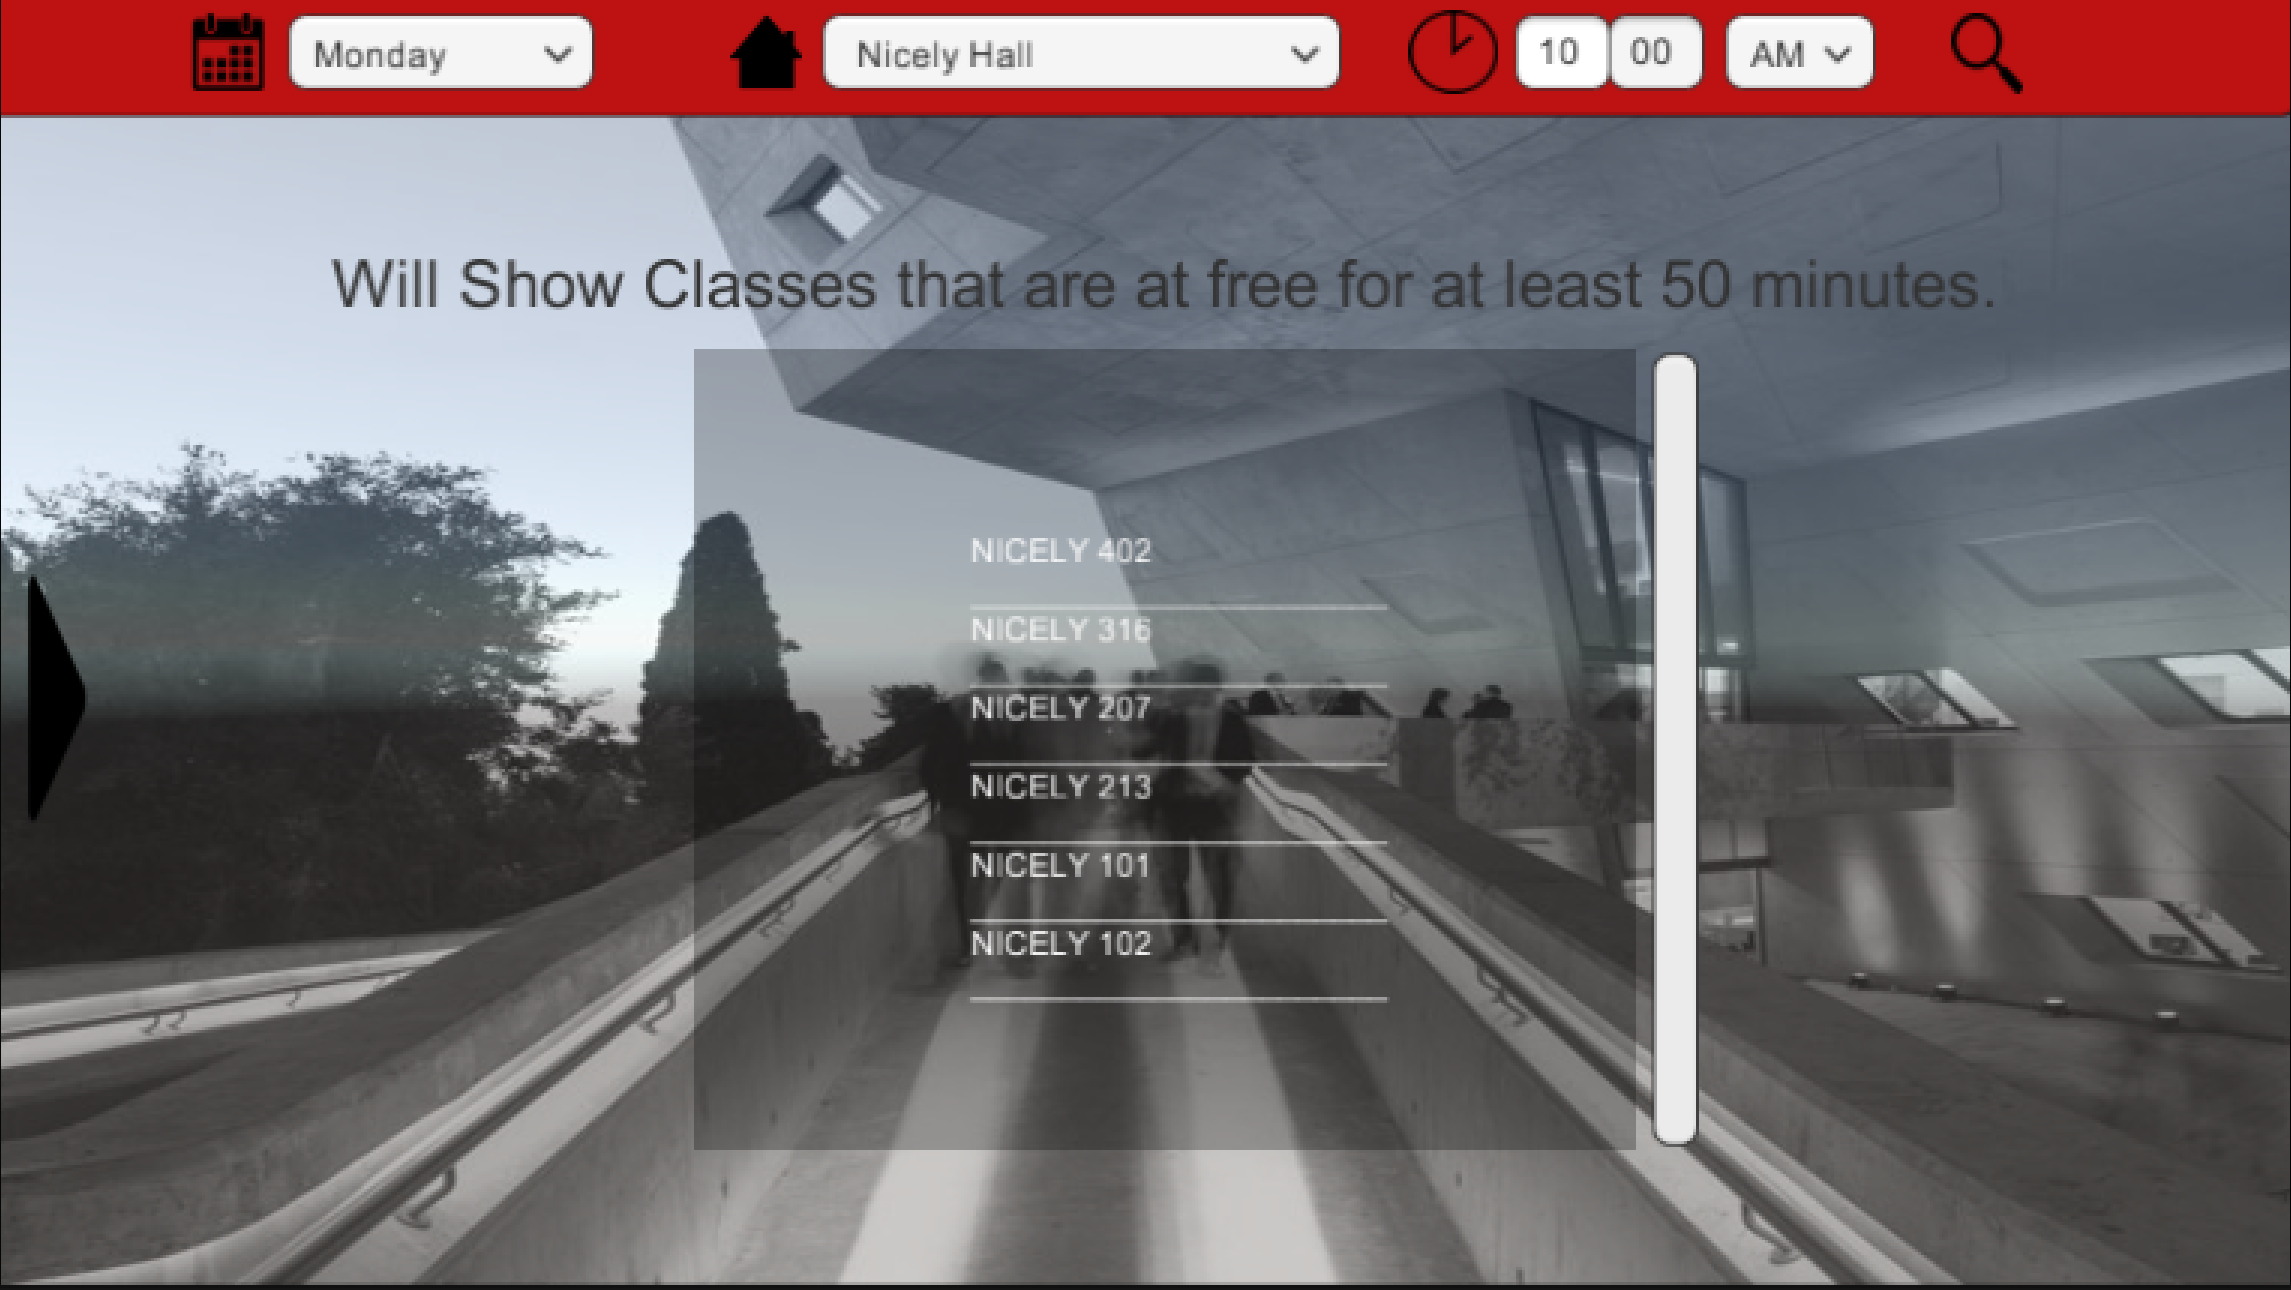 Monday
Nicely Hall
10 00 AM
Will Show Classes that are at free for at least 50 minutes.
NICELY 402
NICELY 316
NICELY 207
NICELY 213
NICELY 101
NICELY 102